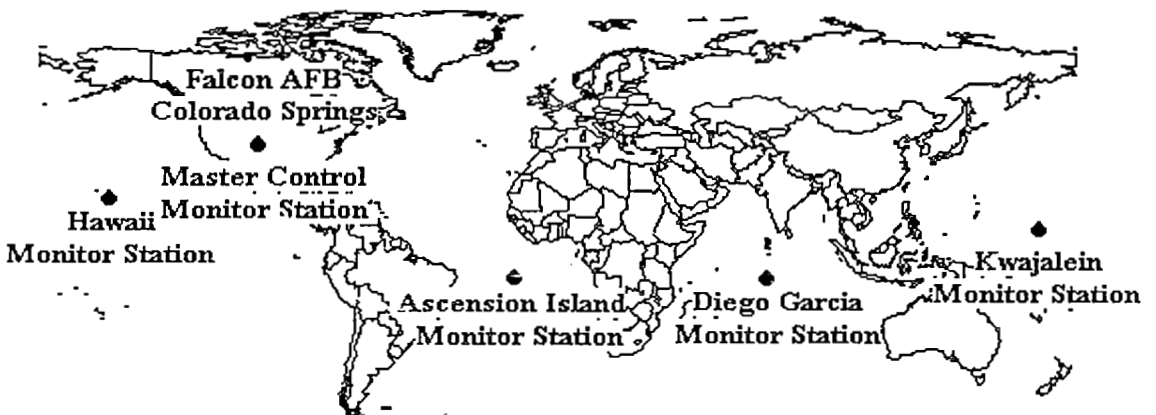 Falcon AFB
Colorado Springs
Master Control
Monitor Station
Hawaii
Monitor Station
Ascension Island
Monitor Station
Diego Garcia
Monitor Station
Kwajalein
Monitor Station